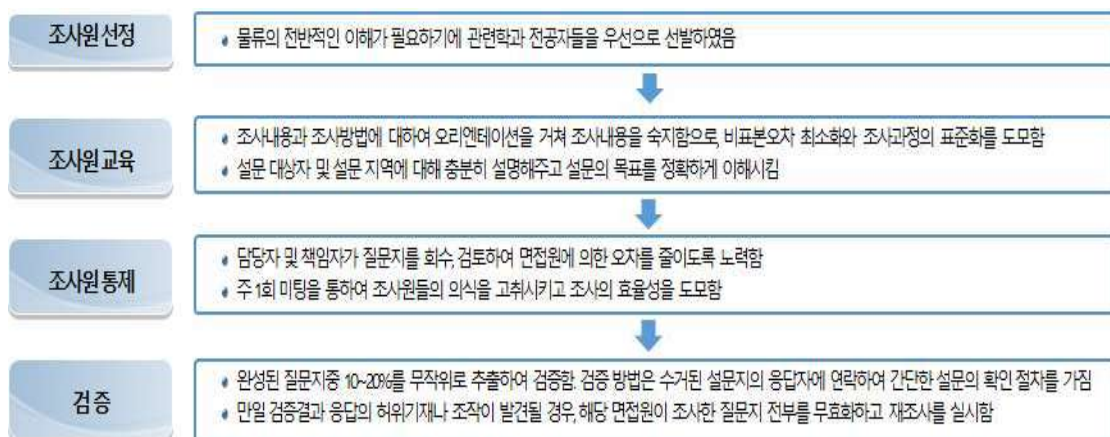 조사원 선정
물류의 전반적인 이해가 필요하기에 관련학과 전공자들을 우선으로 선발하였음
조사원 교육
조사내용과 조사방법에 대하여 오리엔테이션을 거쳐 조사내용을 숙지함으로, 비표본오차 최소화와 조사과정의 표준화를 도모함
설문 대상자 및 설문 지역에 대해 충분히 설명해주고 설문의 목표를 정확하게 이해시킴
조사원 통제
담당자 및 책임자가 질문지를 회수, 검토하여 면접원에 의한 오차를 줄이도록 노력함
주 1회 미팅을 통하여 조사원들의 의식을 고취시키고 조사의 효율성을 도모함
검증
완성된 질문지중 10~20%를 무작위로 추출하여 검증함. 검증 방법은 수거된 설문지의 응답자에 연락하여 간단한 설문의 확인 절차를 가짐
만일 검증결과 응답의 허위기재나 조작이 발견될 경우, 해당 면접원이 조사한 질문지 전부를 무효화하고 재조사를 실시함